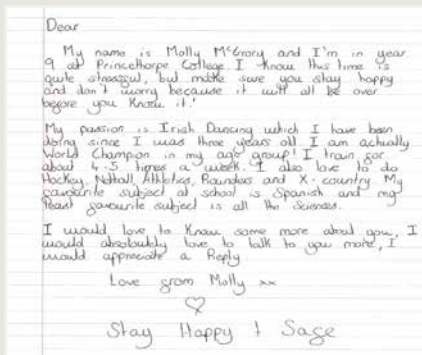 Dear
My name is Molly McGrory and I'm in year
9 at Princethorpe College. I know this time is
quite stressful, but make sure you stay happy
and don't worry because it will all be over
before you know it!
My passion is Irish Dancing which I have been
doing since I was three years old. I am actually
World Champion in my age group! I train for
about 4-5 times a week. I also love to do
Hockey, Netball, Athletics, Rounders and X-country. My
favourite subject at school is Spanish and my
least favourite subject is all the Sciences.
I would love to know some more about you, I
would absoloutely love to talk to you more, I
would appreciate a Reply.
Love from Molly xx
Stay Happy + Safe